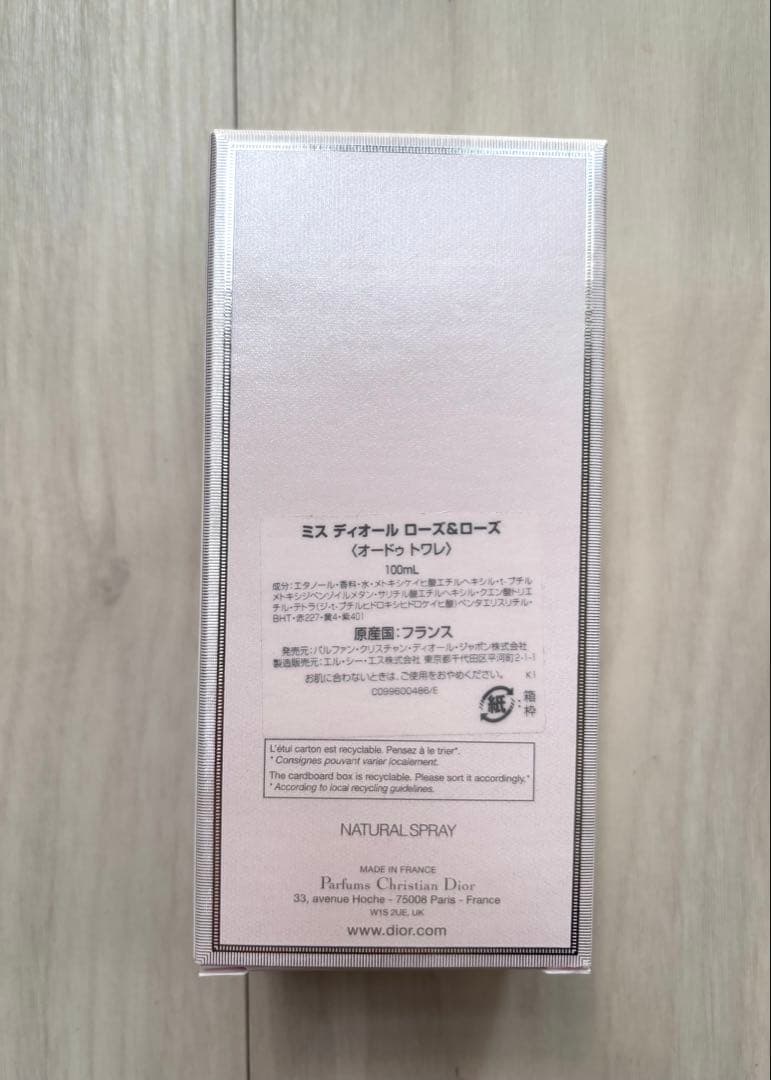 ミス ディオール ローズ&ローズ
〈オードゥ トワレ〉
100mL
成分:エタノール・香料・水・メトキシケイヒ酸エチルヘキシル・t-ブチル
メトキシジベンゾイルメタン・サリチル酸エチルヘキシル・クエン酸トリエ
チル・テトラ(ジ-t-ブチルヒドロキシヒドロケイヒ酸)ペンタエリスリチル・
BHT・赤227・黄4・紫401
原産国:フランス
発売元:パルファン・クリスチャン・ディオール・ジャポン株式会社
製造販売元:エル・シー・エス株式会社 東京都千代田区平河町2-1-1
お肌に合わないときは、ご使用をおやめください。 K1
C099600486/E
紙 :箱
枠
L'étui carton est recyclable. Pensez à le trier*.
* Consignes pouvant varier localement.
The cardboard box is recyclable. Please sort it accordingly.*
* According to local recycling guidelines.
NATURAL SPRAY
MADE IN FRANCE
Parfums Christian Dior
33, avenue Hoche - 75008 Paris - France
W1S 2UE, UK
www.dior.com